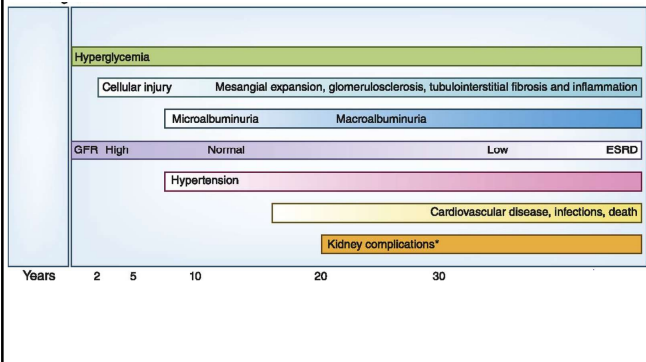 Hyperglycemia
Cellular injury Mesangial expansion, glomerulosclerosis, tubulointerstitial fibrosis and inflammation
Microalbuminuria Macroalbuminuria
GFR High Normal Low ESRD
Hypertension
Cardiovascular disease, infections, death
Kidney complications*
Years 2 5 10 20 30